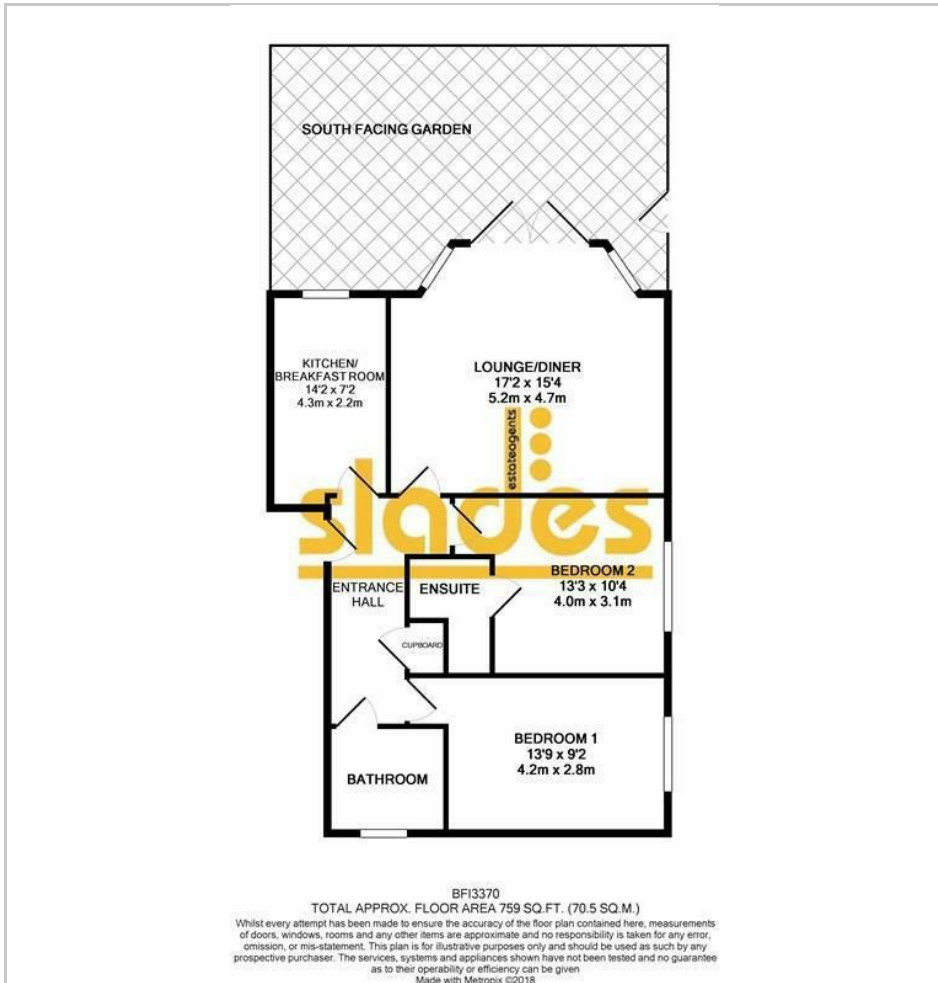 SOUTH FACING GARDEN
KITCHEN/
BREAKFAST ROOM
14'2 x 7'2
4.3m x 2.2m
LOUNGE/DINER
17'2 x 15'4
5.2m x 4.7m
estateagents
slades
BEDROOM 2
13'3 x 10'4
4.0m x 3.1m
ENTRANCE
HALL
ENSUITE
CUPBOARD
BEDROOM 1
13'9 x 9'2
4.2m x 2.8m
BATHROOM
BFI3370
TOTAL APPROX. FLOOR AREA 759 SQ.FT. (70.5 SQ.M.)
Whilst every attempt has been made to ensure the accuracy of the floor plan contained here, measurements
of doors, windows, rooms and any other items are approximate and no responsibility is taken for any error,
omission, or mis-statement. This plan is for illustrative purposes only and should be used as such by any
prospective purchaser. The services, systems and appliances shown have not been tested and no guarantee
as to their operability or efficiency can be given
Made with Metropix ©2018